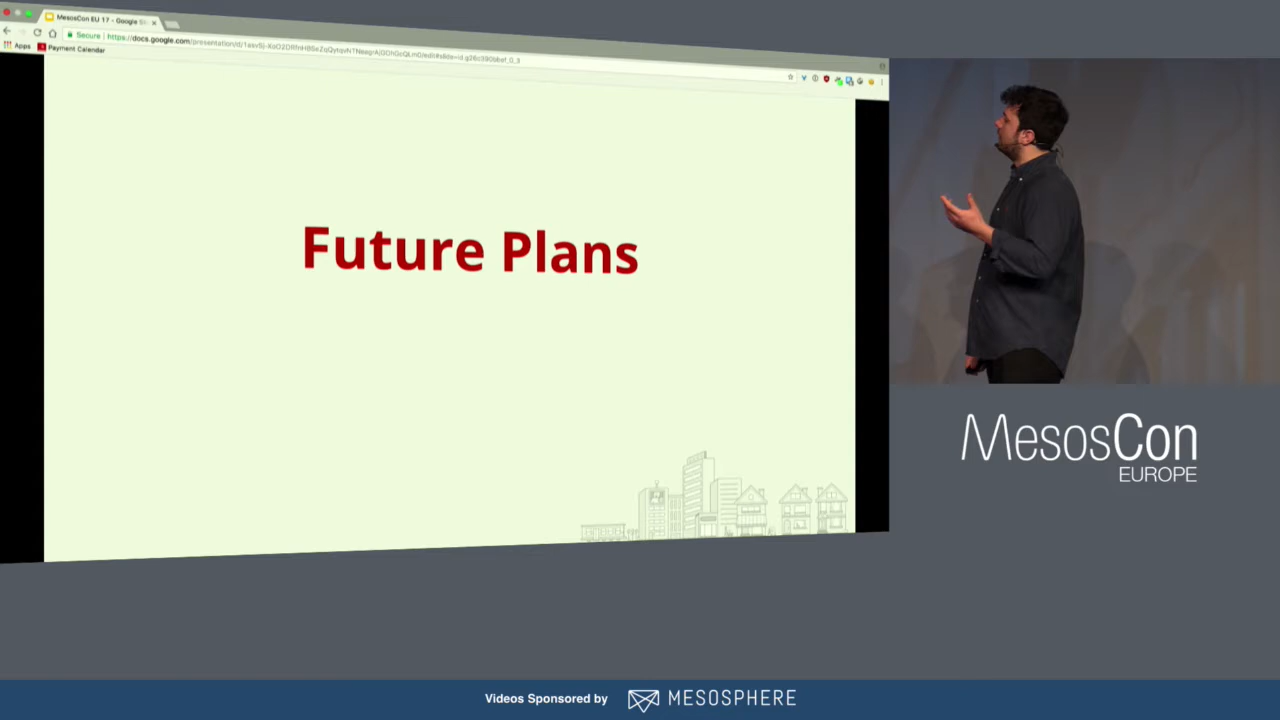 MesosCon EU 17 - Google Sl
Secure
Apps
Payment Calendar
Future Plans
MesosCon
EUROPE
Videos Sponsored by
MESOSPHERE